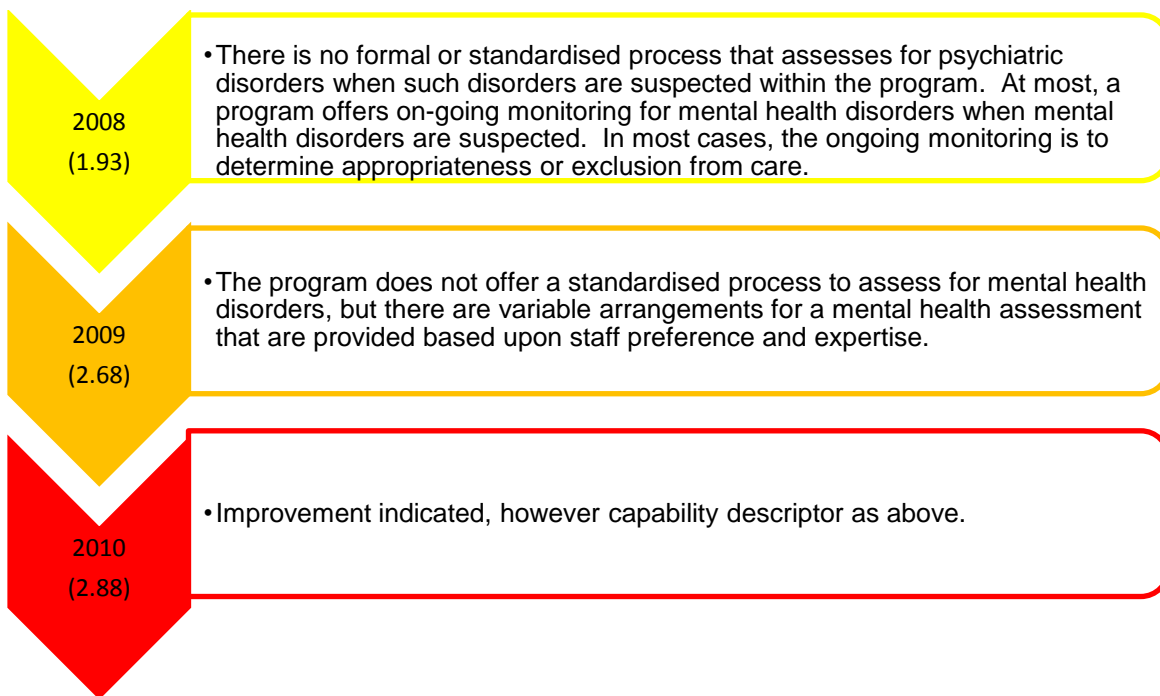 2008
(1.93)
•There is no formal or standardised process that assesses for psychiatric
disorders when such disorders are suspected within the program.  At most, a
program offers on-going monitoring for mental health disorders when mental
health disorders are suspected.  In most cases, the ongoing monitoring is to
determine appropriateness or exclusion from care.
2009
(2.68)
•The program does not offer a standardised process to assess for mental health
disorders, but there are variable arrangements for a mental health assessment
that are provided based upon staff preference and expertise.
2010
(2.88)
•Improvement indicated, however capability descriptor as above.